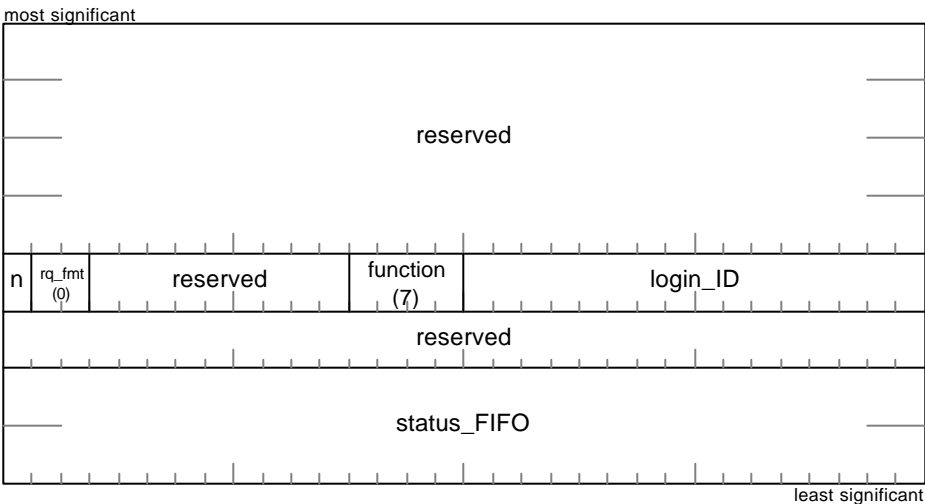 most significant
reserved
n rq_fmt (0) reserved function (7) login_ID
reserved
status_FIFO
least significant